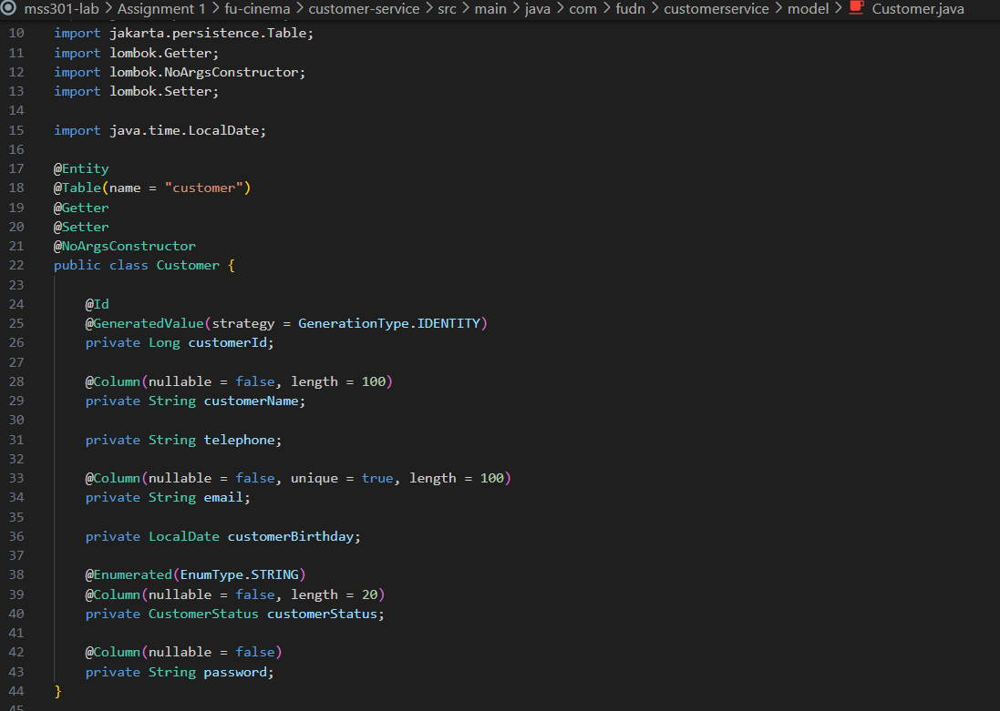 mss301-lab > Assignment 1 > fu-cinema > customer-service > src > main > java > com > fudn > customerservice > model > Customer.java
10 import jakarta.persistence.Table;
11 import lombok.Getter;
12 import lombok.NoArgsConstructor;
13 import lombok.Setter;
14
15 import java.time.LocalDate;
16
17 @Entity
18 @Table(name = "customer")
19 @Getter
20 @Setter
21 @NoArgsConstructor
22 public class Customer {
23
24 @Id
25 @GeneratedValue(strategy = GenerationType.IDENTITY)
26 private Long customerId;
27
28 @Column(nullable = false, length = 100)
29 private String customerName;
30
31 private String telephone;
32
33 @Column(nullable = false, unique = true, length = 100)
34 private String email;
35
36 private LocalDate customerBirthday;
37
38 @Enumerated(EnumType.STRING)
39 @Column(nullable = false, length = 20)
40 private CustomerStatus customerStatus;
41
42 @Column(nullable = false)
43 private String password;
44 }
45